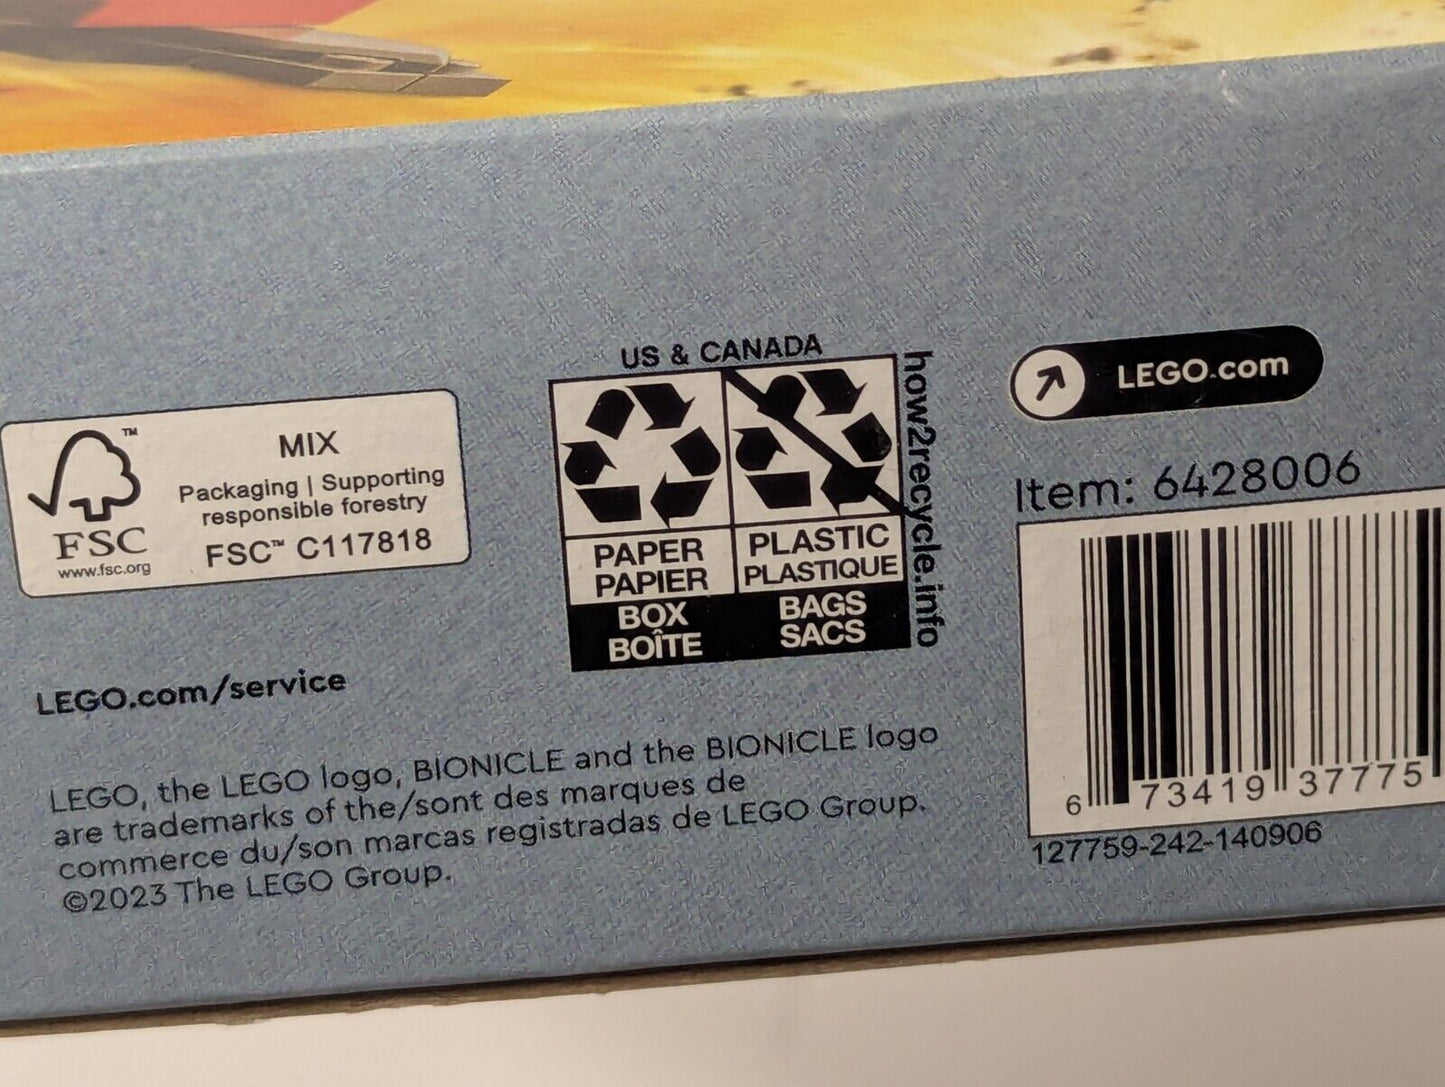 FSC
www.fsc.org
™
MIX
Packaging | Supporting
responsible forestry
FSC™ C117818
US & CANADA
PAPER
PAPIER
BOX
BOÎTE
PLASTIC
PLASTIQUE
BAGS
SACS
how2recycle.info
LEGO.com
Item: 6428006
6 73419 37775
127759-242-140906
LEGO.com/service
LEGO, the LEGO logo, BIONICLE and the BIONICLE logo
are trademarks of the/sont des marques de
commerce du/son marcas registradas de LEGO Group.
©2023 The LEGO Group.